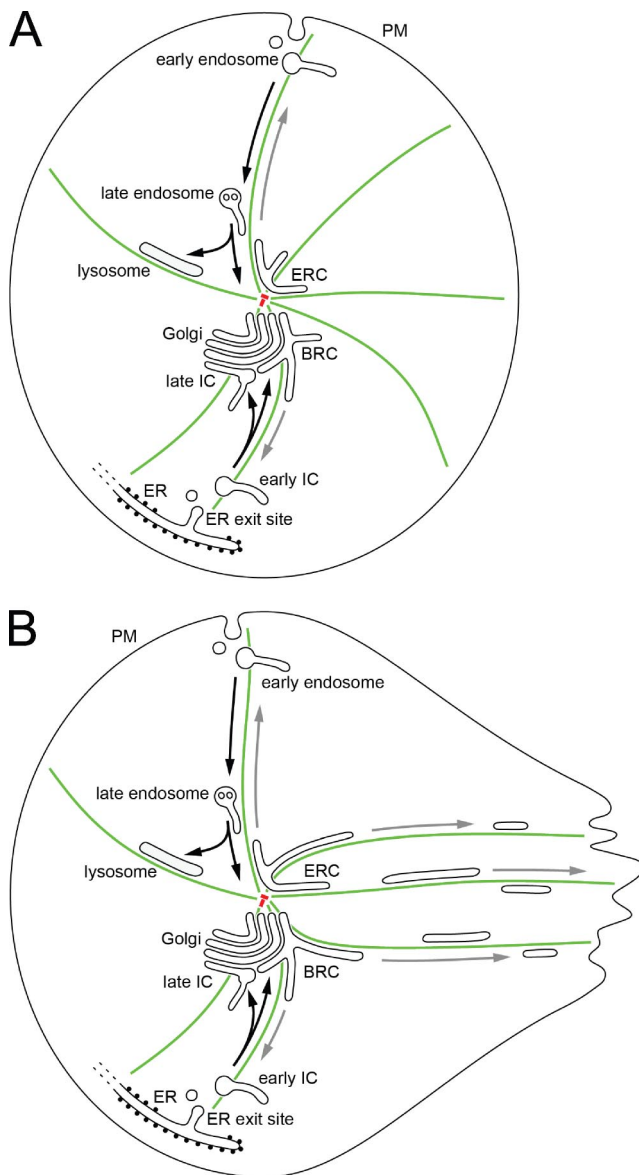 A
PM
early endosome
late endosome
lysosome
ERC
Golgi
BRC
late IC
early IC
ER
ER exit site
B
PM
early endosome
late endosome
lysosome
ERC
Golgi
BRC
late IC
early IC
ER
ER exit site